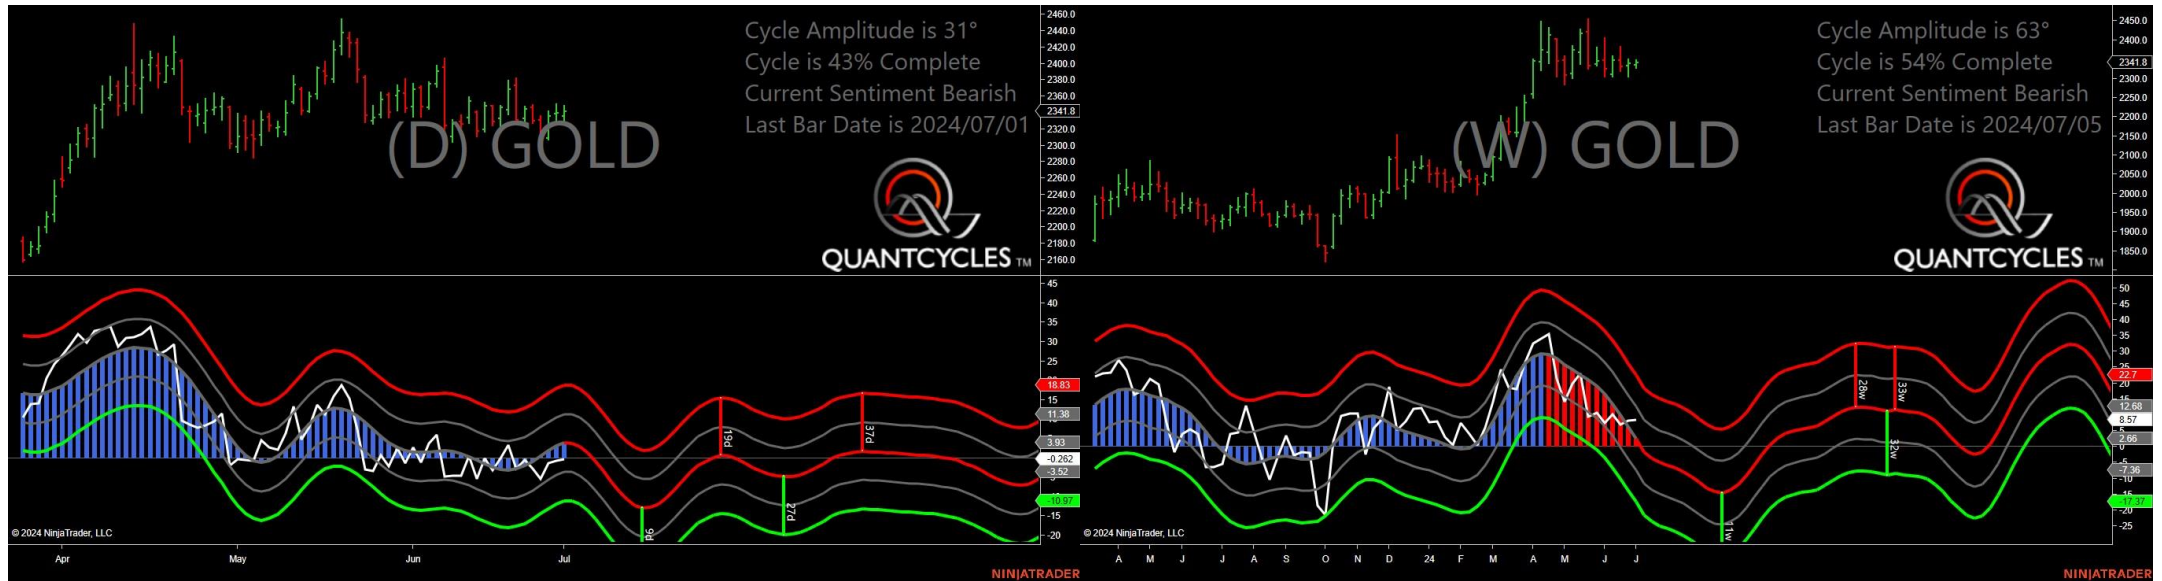 Cycle Amplitude is 31°
Cycle is 43% Complete
Current Sentiment Bearish
Last Bar Date is 2024/07/01
(D) GOLD
QUANTCYCLES TM
2460.0
2440.0
2420.0
2400.0
2380.0
2360.0
2341.8
2320.0
2300.0
2280.0
2260.0
2240.0
2220.0
2200.0
2180.0
2160.0
45
40
35
30
25
18.83
15
11.38
3.93
-0.262
-3.52
-10.97
-15
-20
9d
19d
27d
37d
© 2024 NinjaTrader, LLC
Apr
May
Jun
Jul
NINJATRADER
Cycle Amplitude is 63°
Cycle is 54% Complete
Current Sentiment Bearish
Last Bar Date is 2024/07/05
(W) GOLD
QUANTCYCLES TM
2450.0
2400.0
2341.8
2300.0
2250.0
2200.0
2150.0
2100.0
2050.0
2000.0
1950.0
1900.0
1850.0
50
45
40
35
30
25
22.7
20
15
12.68
8.57
5
2.66
0
-5
-7.36
-10
-15
-17.37
-20
-25
11w
28w
33w
32w
© 2024 NinjaTrader, LLC
A
M
J
J
A
S
O
N
D
24
F
M
A
M
J
J
NINJATRADER